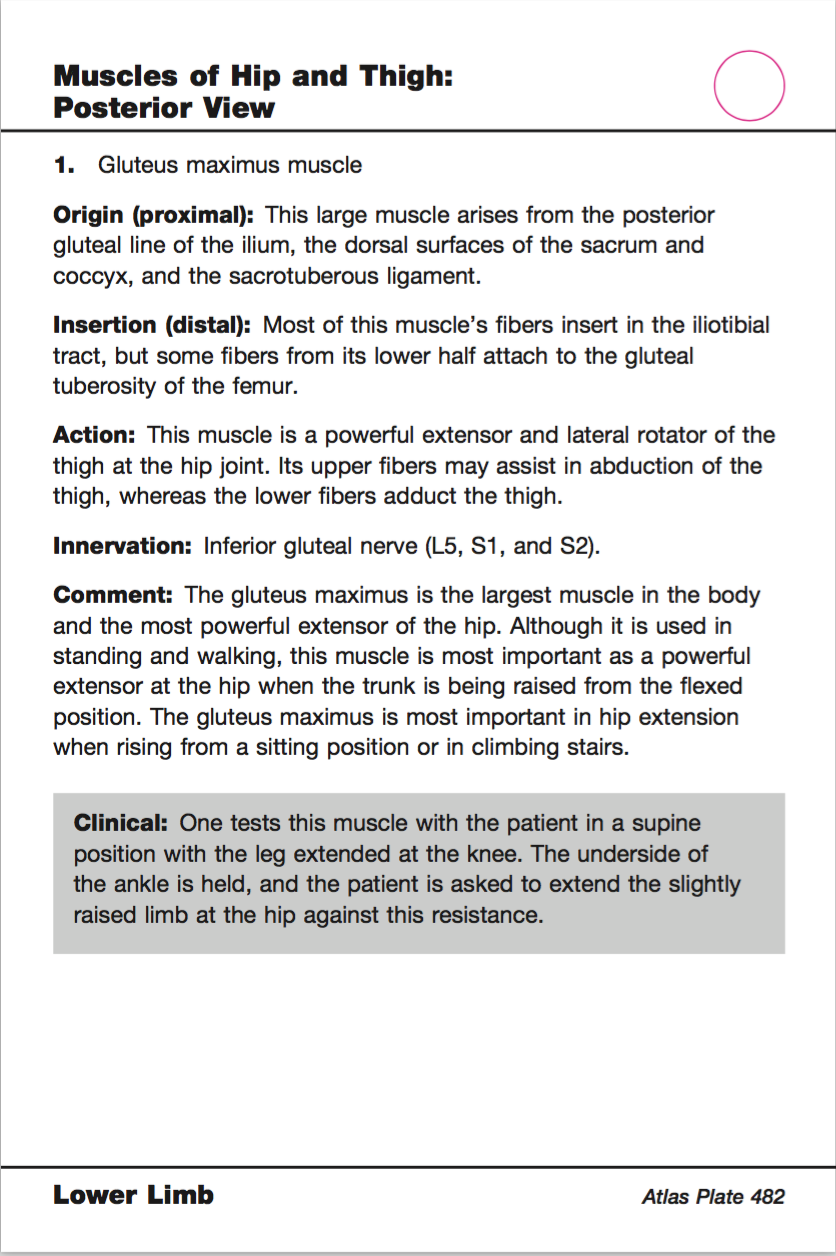 Muscles of Hip and Thigh:
Posterior View
1. Gluteus maximus muscle
Origin (proximal): This large muscle arises from the posterior
gluteal line of the ilium, the dorsal surfaces of the sacrum and
coccyx, and the sacrotuberous ligament.
Insertion (distal): Most of this muscle’s fibers insert in the iliotibial
tract, but some fibers from its lower half attach to the gluteal
tuberosity of the femur.
Action: This muscle is a powerful extensor and lateral rotator of the
thigh at the hip joint. Its upper fibers may assist in abduction of the
thigh, whereas the lower fibers adduct the thigh.
Innervation: Inferior gluteal nerve (L5, S1, and S2).
Comment: The gluteus maximus is the largest muscle in the body
and the most powerful extensor of the hip. Although it is used in
standing and walking, this muscle is most important as a powerful
extensor at the hip when the trunk is being raised from the flexed
position. The gluteus maximus is most important in hip extension
when rising from a sitting position or in climbing stairs.
Clinical: One tests this muscle with the patient in a supine
position with the leg extended at the knee. The underside of
the ankle is held, and the patient is asked to extend the slightly
raised limb at the hip against this resistance.
Lower Limb
Atlas Plate 482